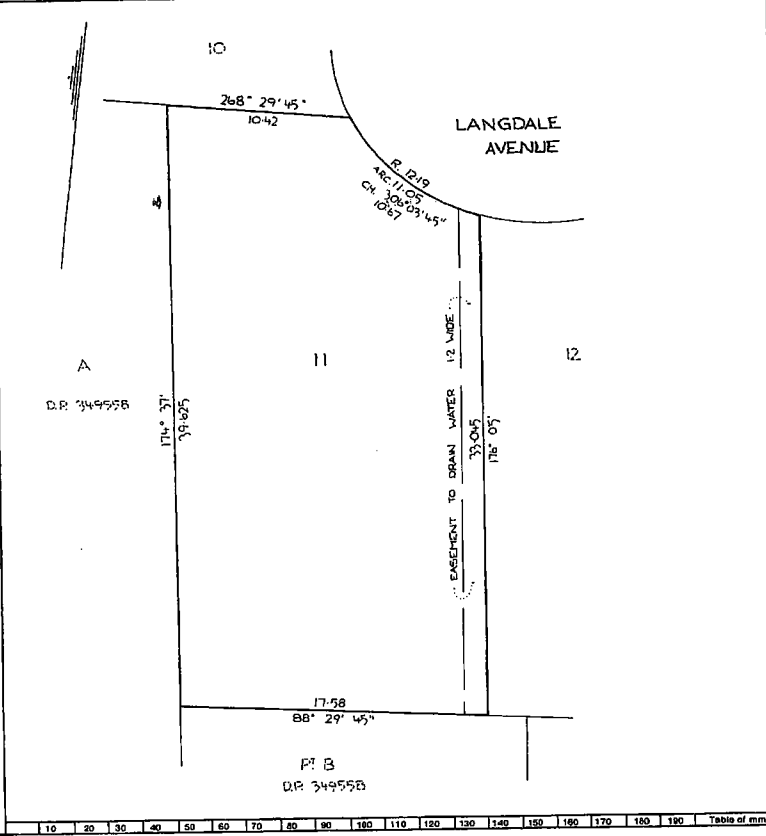 10
268° 29' 45"
10·42
LANGDALE
AVENUE
R. 12·19
ARC. 11·05
CH. 306° 03' 45"
10·67
A
D.P. 349558
174° 37'
39·625
11
EASEMENT TO DRAIN WATER 1·2 WIDE
33·045
176° 05'
12
17·58
88° 29' 45"
PT B
D.P. 349558
10 20 30 40 50 60 70 80 90 100 110 120 130 140 150 160 170 180 190 Table of mm